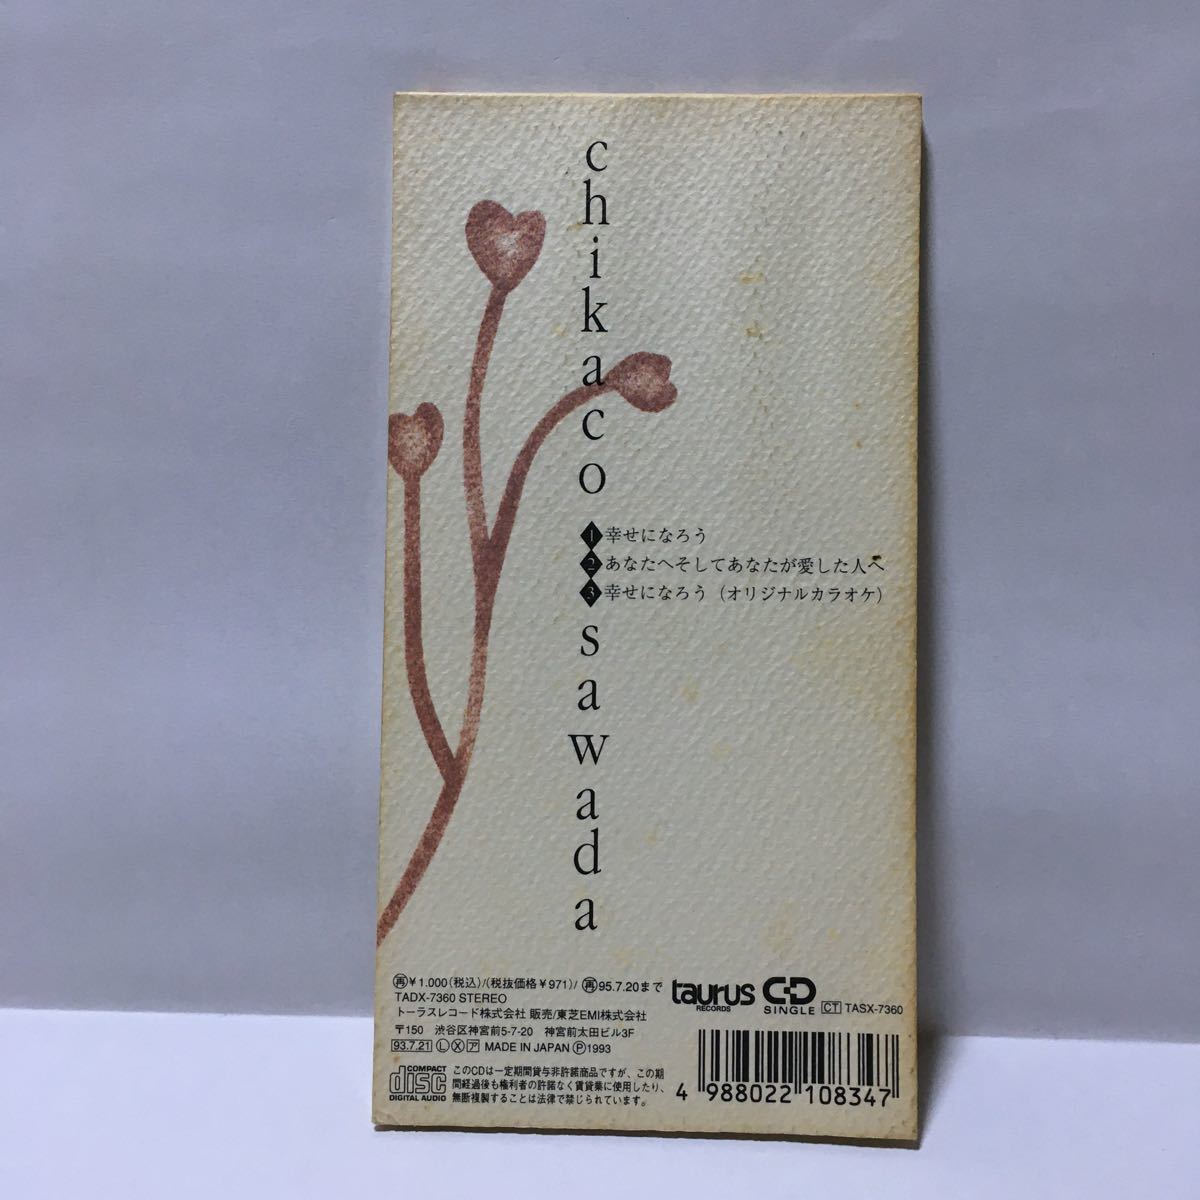 chikaco
1 幸せになろう
2 あなたへそしてあなたが愛した人へ
3 幸せになろう (オリジナルカラオケ)
sawada
再¥1.000(税込)/(税抜価格¥971)/ 再95.7.20まで
TADX-7360 STEREO
トーラスレコード株式会社 販売/東芝EMI株式会社
〒150 渋谷区神宮前5-7-20 神宮前太田ビル3F
93.7.21 L X ア MADE IN JAPAN Ⓟ1993
taurus
RECORDS
CD
SINGLE
CT TASX-7360
COMPACT
disc
DIGITAL AUDIO
このCDは一定期間貸与非許諾商品ですが、この期
間経過後も権利者の許諾なく賃貸業に使用したり、
無断複製することは法律で禁じられています。
4 988022 108347